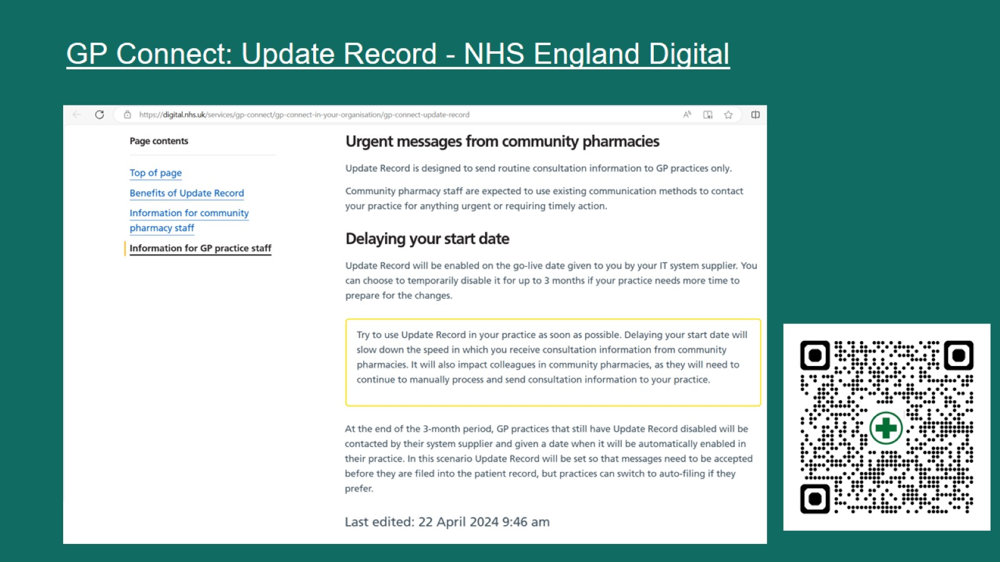 GP Connect: Update Record - NHS England Digital
https://digital.nhs.uk/services/gp-connect/gp-connect-in-your-organisation/gp-connect-update-record
Page contents
Top of page
Benefits of Update Record
Information for community
pharmacy staff
Information for GP practice staff
Urgent messages from community pharmacies
Update Record is designed to send routine consultation information to GP practices only.
Community pharmacy staff are expected to use existing communication methods to contact
your practice for anything urgent or requiring timely action.
Delaying your start date
Update Record will be enabled on the go-live date given to you by your IT system supplier. You
can choose to temporarily disable it for up to 3 months if your practice needs more time to
prepare for the changes.
Try to use Update Record in your practice as soon as possible. Delaying your start date will
slow down the speed in which you receive consultation information from community
pharmacies. It will also impact colleagues in community pharmacies, as they will need to
continue to manually process and send consultation information to your practice.
At the end of the 3-month period, GP practices that still have Update Record disabled will be
contacted by their system supplier and given a date when it will be automatically enabled in
their practice. In this scenario Update Record will be set so that messages need to be accepted
before they are filed into the patient record, but practices can switch to auto-filing if they
prefer.
Last edited: 22 April 2024 9:46 am